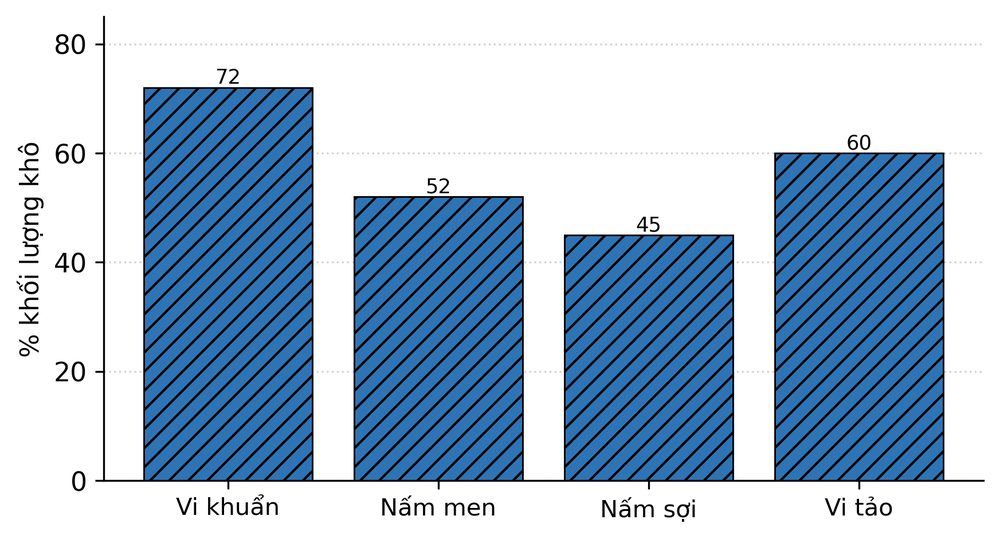 % khối lượng khô
80
60
40
20
0
72
52
45
60
Vi khuẩn
Nấm men
Nấm sợi
Vi tảo